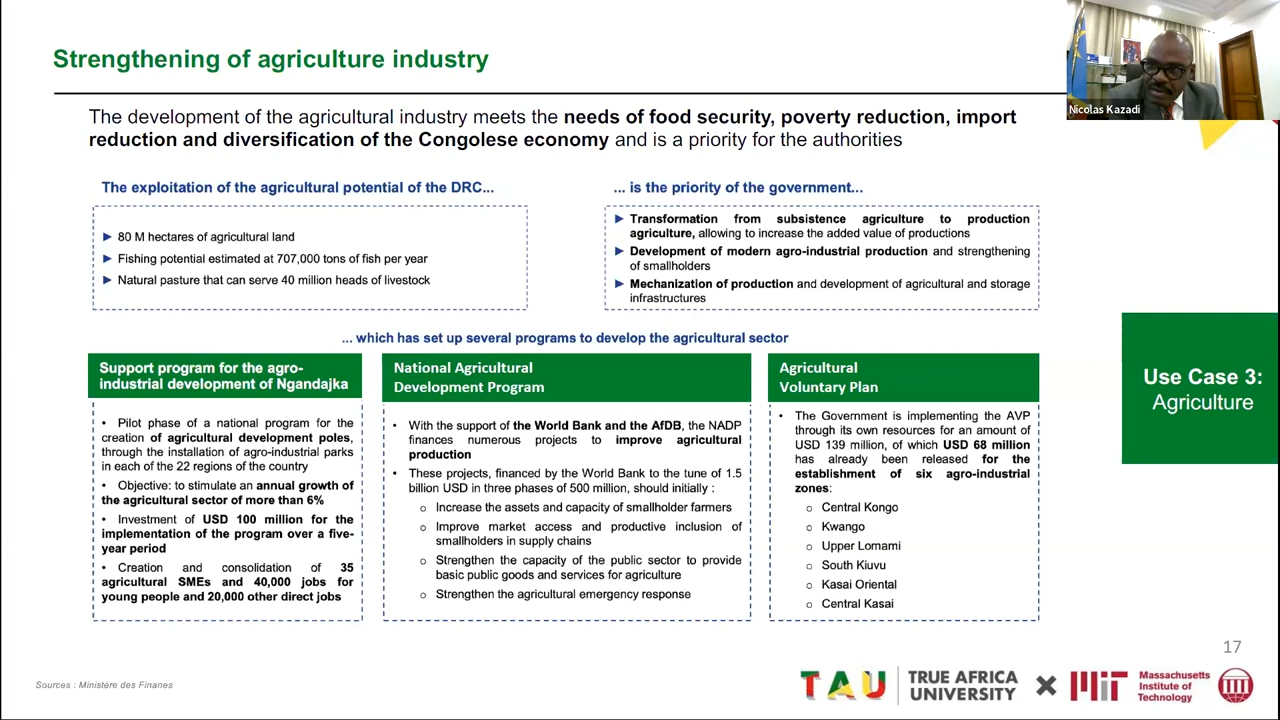 Strengthening of agriculture industry
Nicolas Kazadi
The development of the agricultural industry meets the needs of food security, poverty reduction, import
reduction and diversification of the Congolese economy and is a priority for the authorities
The exploitation of the agricultural potential of the DRC...
► 80 M hectares of agricultural land
► Fishing potential estimated at 707,000 tons of fish per year
► Natural pasture that can serve 40 million heads of livestock
... is the priority of the government...
► Transformation from subsistence agriculture to production
agriculture, allowing to increase the added value of productions
► Development of modern agro-industrial production and strengthening
of smallholders
► Mechanization of production and development of agricultural and storage
infrastructures
... which has set up several programs to develop the agricultural sector
Support program for the agro-
industrial development of Ngandajka
• Pilot phase of a national program for the
creation of agricultural development poles,
through the installation of agro-industrial parks
in each of the 22 regions of the country
• Objective: to stimulate an annual growth of
the agricultural sector of more than 6%
• Investment of USD 100 million for the
implementation of the program over a five-
year period
• Creation and consolidation of 35
agricultural SMEs and 40,000 jobs for
young people and 20,000 other direct jobs
National Agricultural
Development Program
• With the support of the World Bank and the AfDB, the NADP
finances numerous projects to improve agricultural
production
• These projects, financed by the World Bank to the tune of 1.5
billion USD in three phases of 500 million, should initially :
o Increase the assets and capacity of smallholder farmers
o Improve market access and productive inclusion of
smallholders in supply chains
o Strengthen the capacity of the public sector to provide
basic public goods and services for agriculture
o Strengthen the agricultural emergency response
Agricultural
Voluntary Plan
• The Government is implementing the AVP
through its own resources for an amount of
USD 139 million, of which USD 68 million
has already been released for the
establishment of six agro-industrial
zones:
o Central Kongo
o Kwango
o Upper Lomami
o South Kiuvu
o Kasai Oriental
o Central Kasai
Use Case 3:
Agriculture
17
Sources : Ministère des Finanes
TAU
TRUE AFRICA
UNIVERSITY
MIT
Massachusetts
Institute of
Technology